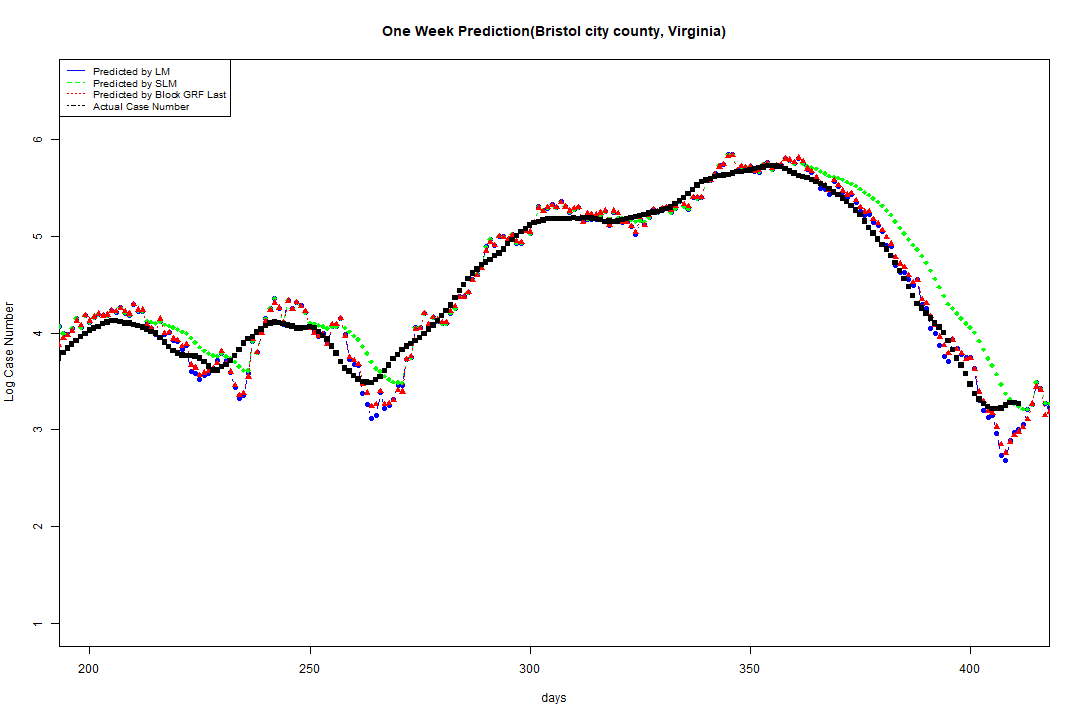 One Week Prediction(Bristol city county, Virginia)
Predicted by LM
Predicted by SLM
Predicted by Block GRF Last
Actual Case Number
6
5
4
3
2
1
Log Case Number
200 250 300 350 400
days